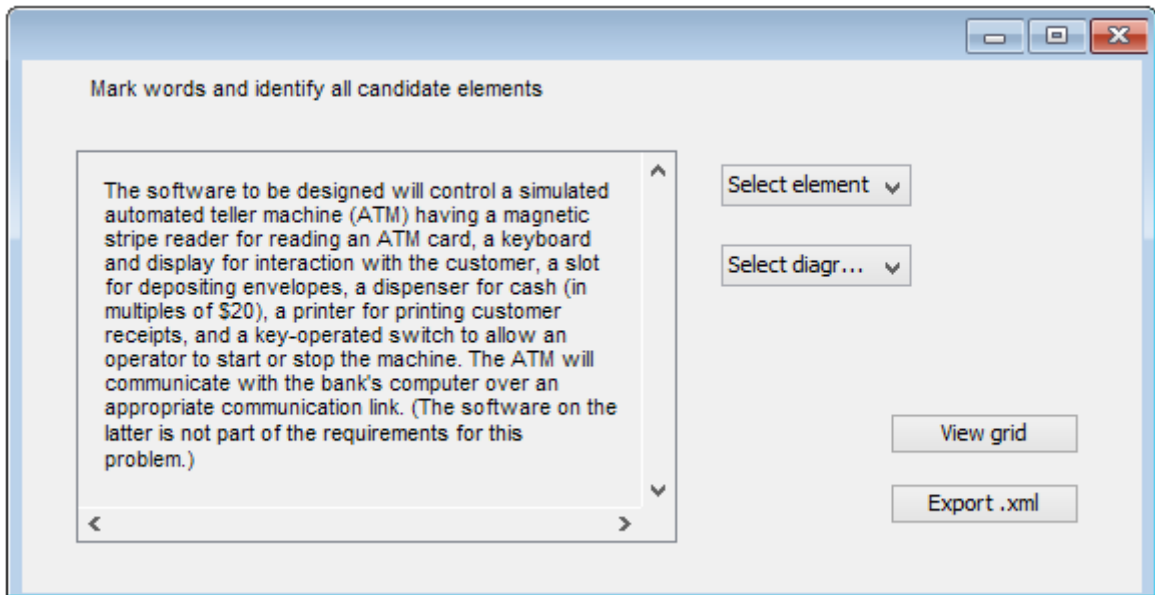 Mark words and identify all candidate elements
The software to be designed will control a simulated
automated teller machine (ATM) having a magnetic
stripe reader for reading an ATM card, a keyboard
and display for interaction with the customer, a slot
for depositing envelopes, a dispenser for cash (in
multiples of $20), a printer for printing customer
receipts, and a key-operated switch to allow an
operator to start or stop the machine. The ATM will
communicate with the bank's computer over an
appropriate communication link. (The software on the
latter is not part of the requirements for this
problem.)
Select element
Select diagr...
View grid
Export .xml